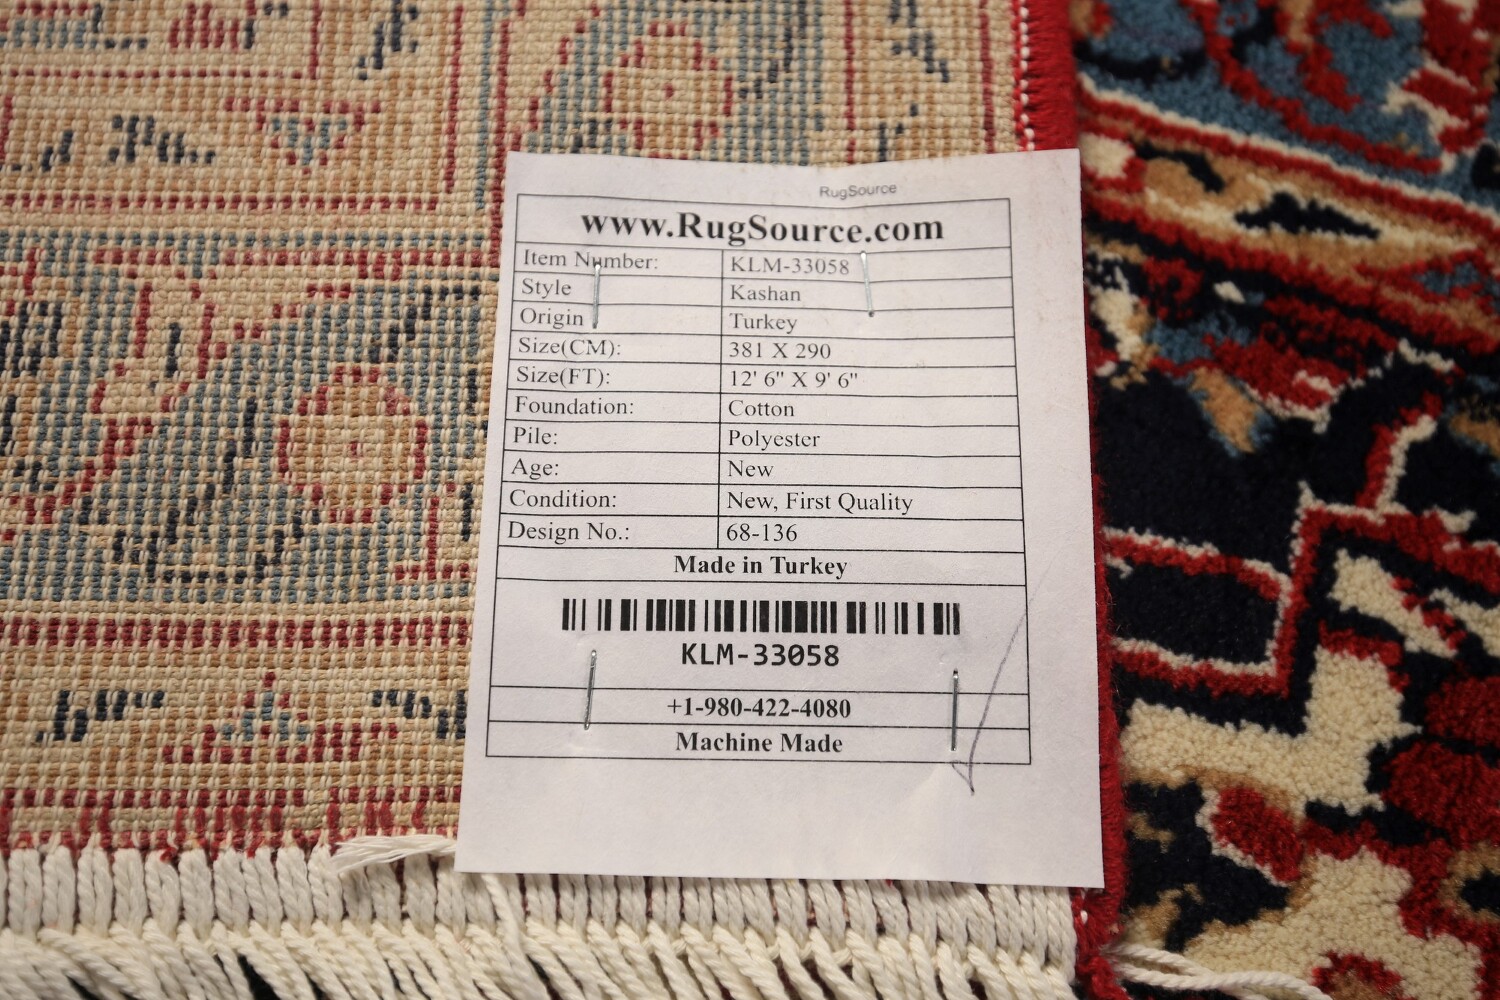 RugSource
www.RugSource.com
Item Number: KLM-33058
Style Kashan
Origin Turkey
Size(CM): 381 X 290
Size(FT): 12' 6" X 9' 6"
Foundation: Cotton
Pile: Polyester
Age: New
Condition: New, First Quality
Design No.: 68-136
Made in Turkey
KLM-33058
+1-980-422-4080
Machine Made